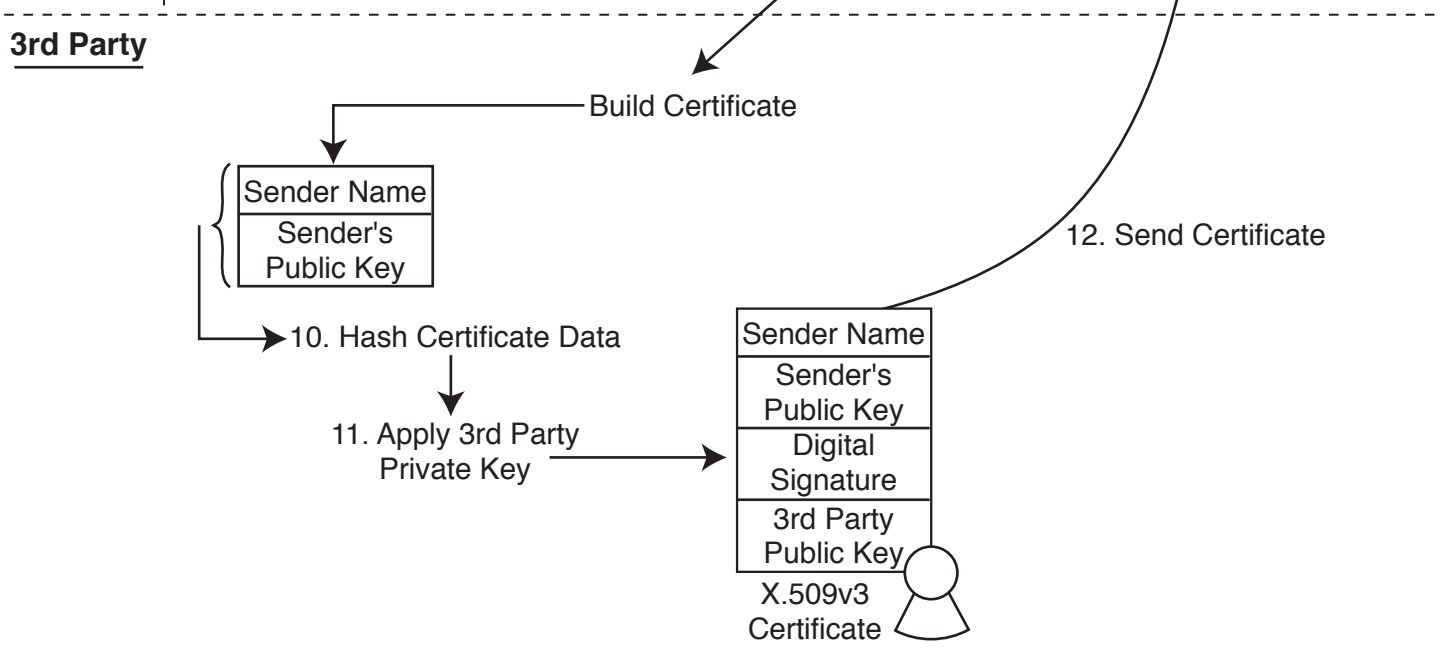 3rd Party
Build Certificate
Sender Name
Sender's
Public Key
12. Send Certificate
10. Hash Certificate Data
11. Apply 3rd Party
Private Key
Sender Name
Sender's
Public Key
Digital
Signature
3rd Party
Public Key
X.509v3
Certificate